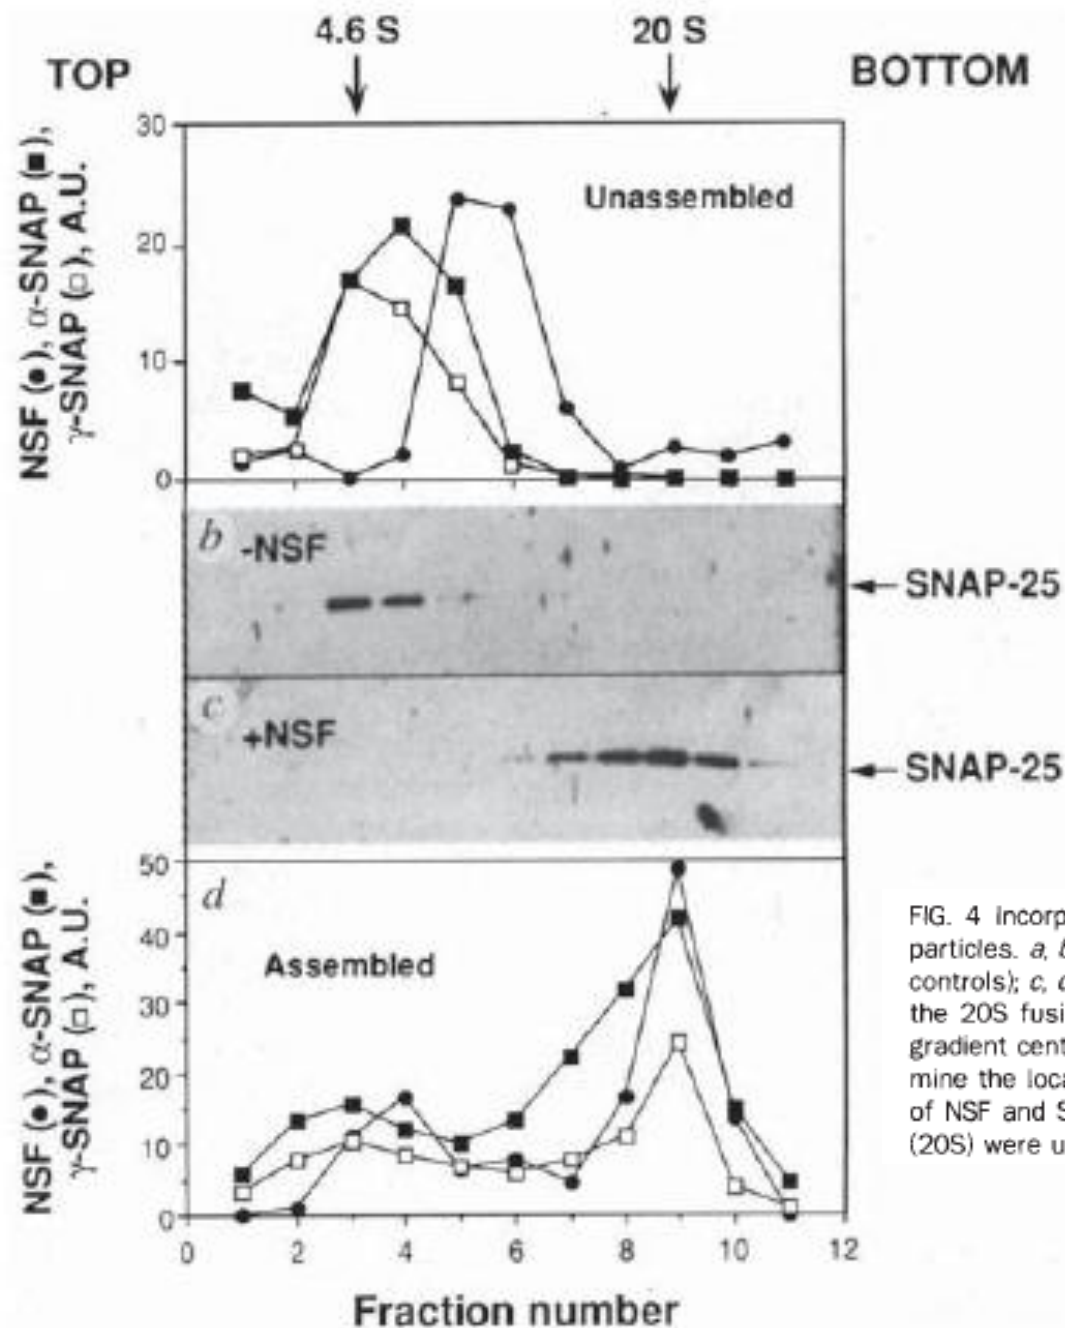 4.6 S 20 S
TOP BOTTOM
NSF (●), α-SNAP (■),
γ-SNAP (□), A.U.
30
20
10
0
Unassembled
b -NSF
SNAP-25
c +NSF
SNAP-25
NSF (●), α-SNAP (■),
γ-SNAP (□), A.U.
50
40
30
20
10
0
d
Assembled
0 2 4 6 8 10 12
Fraction number
FIG. 4 incorp
particles. a, b
controls); c, d
the 20S fusi
gradient cent
mine the loca
of NSF and S
(20S) were u